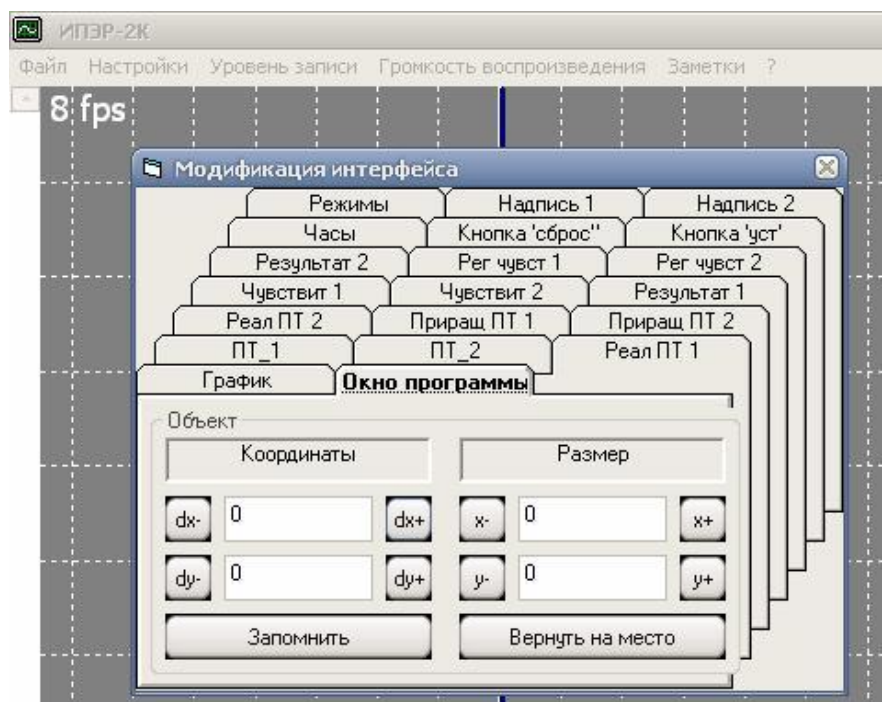 ИПЭР-2К
Файл Настройки Уровень записи Громкость воспроизведения Заметки ?
8 fps
Модификация интерфейса
Режимы Надпись 1 Надпись 2
Часы Кнопка 'сброс" Кнопка 'уст'
Результат 2 Рег чувст 1 Рег чувст 2
Чувствит 1 Чувствит 2 Результат 1
Реал ПТ 2 Приращ ПТ 1 Приращ ПТ 2
ПТ_1 ПТ_2 Реал ПТ 1
График Окно программы
Объект
Координаты Размер
dx- 0 dx+ x- 0 x+
dy- 0 dy+ y- 0 y+
Запомнить Вернуть на место